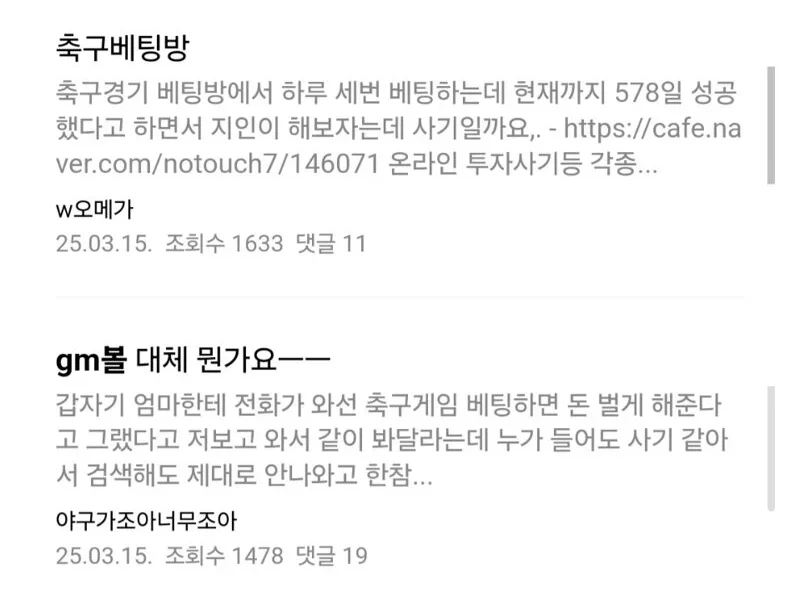 축구베팅방
축구경기 베팅방에서 하루 세번 베팅하는데 현재까지 578일 성공
했다고 하면서 지인이 해보자는데 사기일까요,. - https://cafe.na
ver.com/notouch7/146071 온라인 투자사기등 각종...
w오메가
25.03.15. 조회수 1633 댓글 11
gm볼 대체 뭔가요ㅡㅡ
갑자기 엄마한테 전화가 와선 축구게임 베팅하면 돈 벌게 해준다
고 그랬다고 저보고 와서 같이 봐달라는데 누가 들어도 사기 같아
서 검색해도 제대로 안나와고 한참...
야구가조아너무조아
25.03.15. 조회수 1478 댓글 19